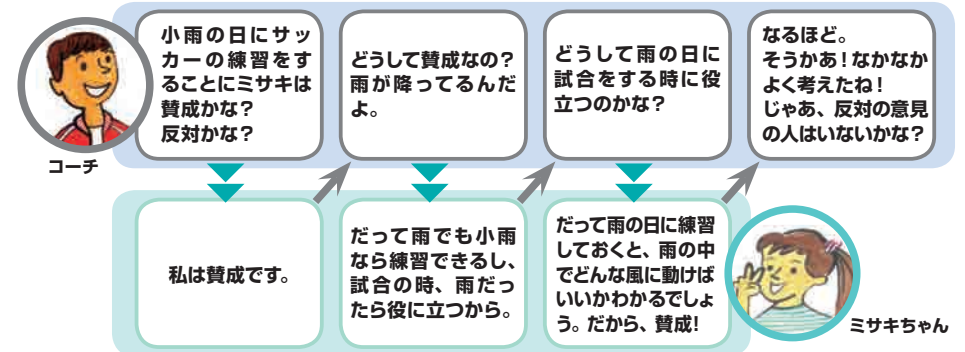 小雨の日にサッ
カーの練習をす
ることにミサキは
賛成かな?
反対かな?
コーチ
私は賛成です。
どうして賛成なの?
雨が降ってるんだ
よ。
だって雨でも小雨
なら練習できるし、
試合の時、雨だっ
たら役に立つから。
どうして雨の日に
試合をする時に役
立つのかな?
だって雨の日に練習
しておくと、雨の中
でどんな風に動けば
いいかわかるでしょ
う。だから、賛成!
ミサキちゃん
なるほど。
そうかあ!なかなか
よく考えたね!
じゃあ、反対の意見
の人はいないかな?